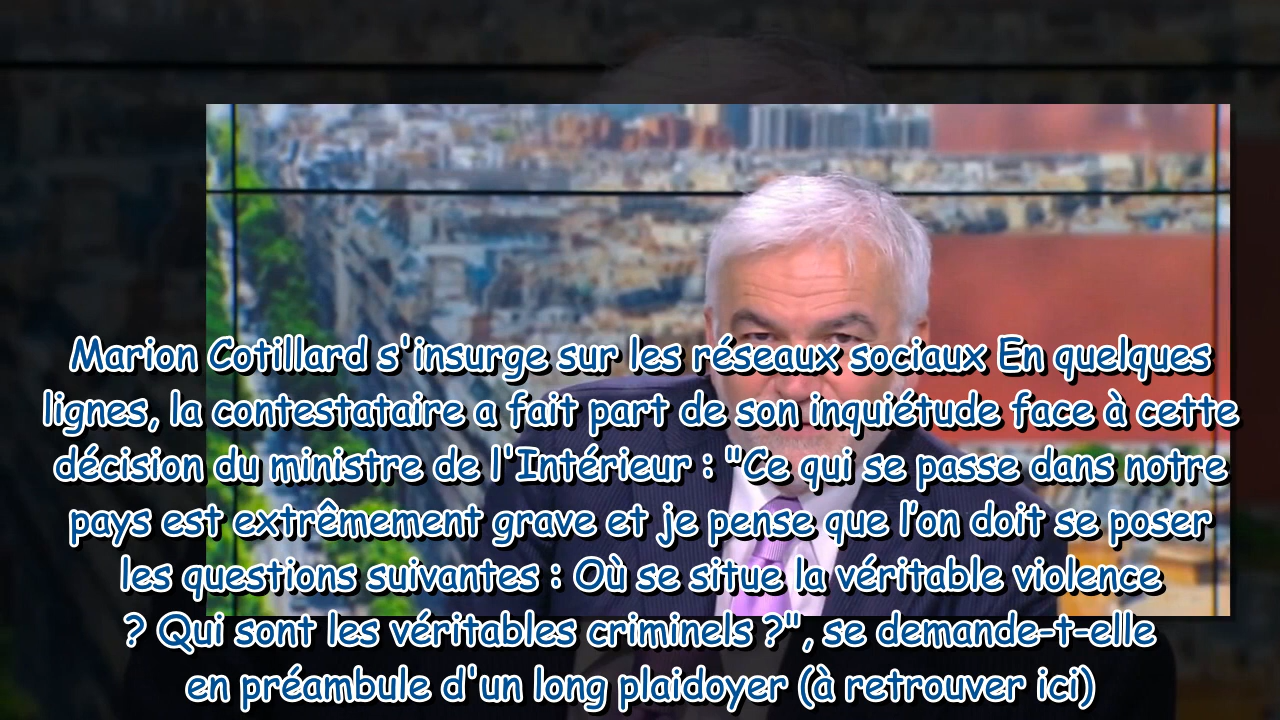 Marion Cotillard s'insurge sur les réseaux sociaux En quelques
lignes, la contestataire a fait part de son inquiétude face à cette
décision du ministre de l'Intérieur : "Ce qui se passe dans notre
pays est extrêmement grave et je pense que l’on doit se poser
les questions suivantes : Où se situe la véritable violence
? Qui sont les véritables criminels ?", se demande-t-elle
en préambule d'un long plaidoyer (à retrouver ici)